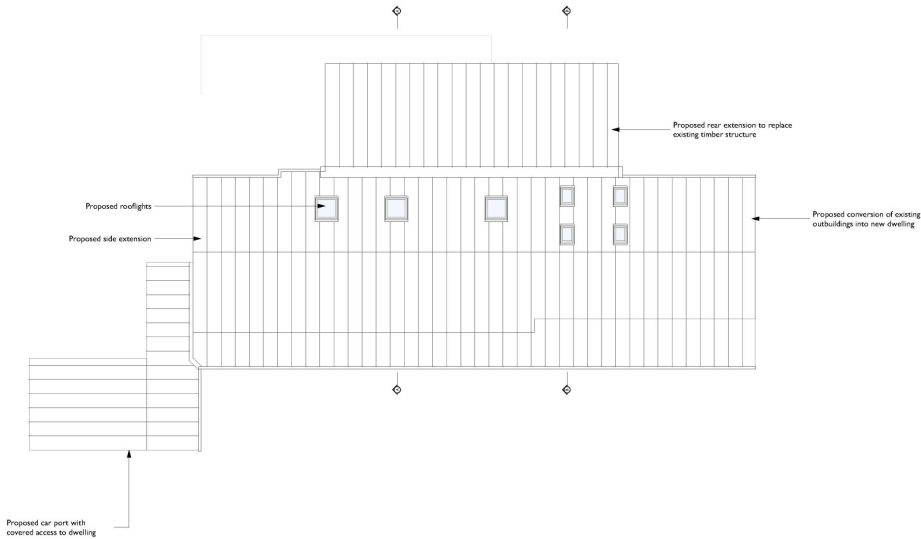 Proposed rear extension to replace
existing timber structure
Proposed rooflights
Proposed side extension
Proposed conversion of existing
outbuildings into new dwelling
Proposed car port with
covered access to dwelling